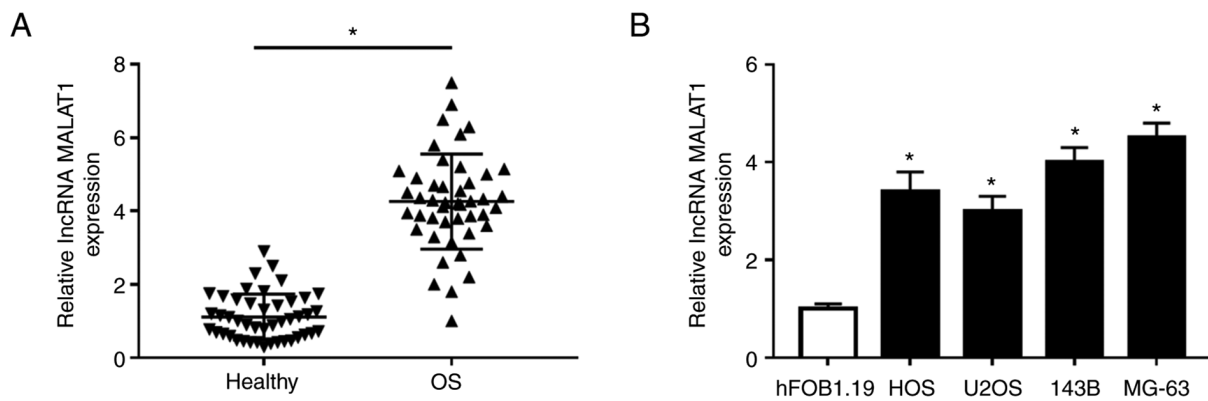 A
Relative lncRNA MALAT1
expression
8
6
4
2
0
*
Healthy
OS
B
Relative lncRNA MALAT1
expression
6
4
2
0
*
*
*
*
hFOB1.19
HOS
U2OS
143B
MG-63